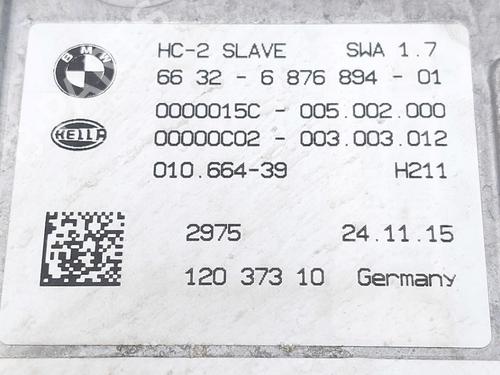 BMW
HC-2 SLAVE SWA 1.7
66 32 - 6 876 894 - 01
0000015C - 005.002.000
HELLA
00000C02 - 003.003.012
010.664-39 H211
2975 24.11.15
120 373 10 Germany